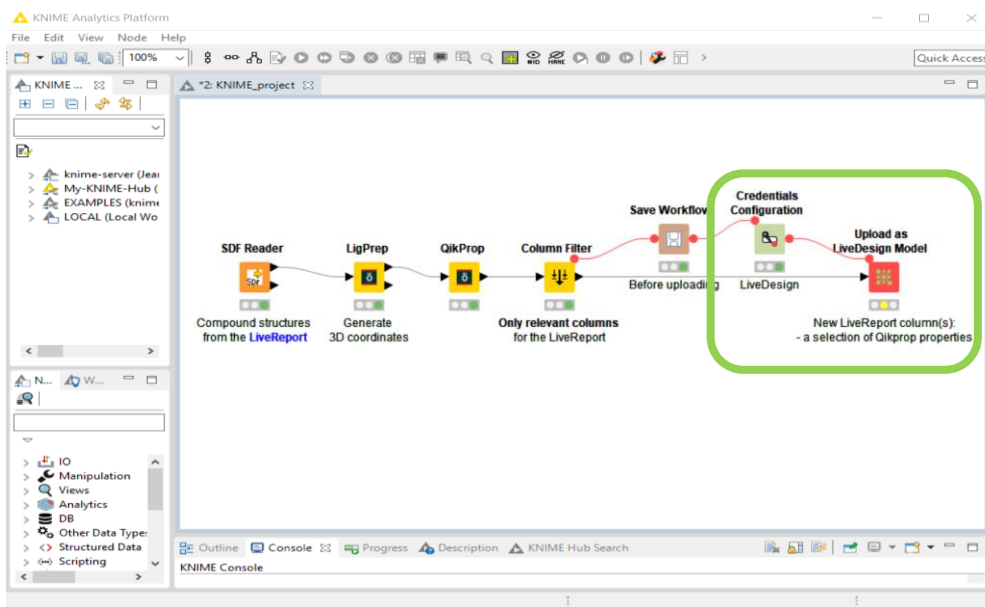 KNIME Analytics Platform
File Edit View Node Help
100%
Quick Access
KNIME ...
*2: KNIME_project
knime-server (Jear
My-KNIME-Hub (
EXAMPLES (knime
LOCAL (Local Wo
Credentials
Configuration
Save Workflow
Upload as
LiveDesign Model
SDF Reader
LigPrep
QikProp
Column Filter
SDF
Before uploading
LiveDesign
Compound structures
from the LiveReport
Generate
3D coordinates
Only relevant columns
for the LiveReport
New LiveReport column(s):
- a selection of Qikprop properties
N...
W...
IO
Manipulation
Views
Analytics
DB
Other Data Types
Structured Data
Scripting
Outline
Console
Progress
Description
KNIME Hub Search
KNIME Console